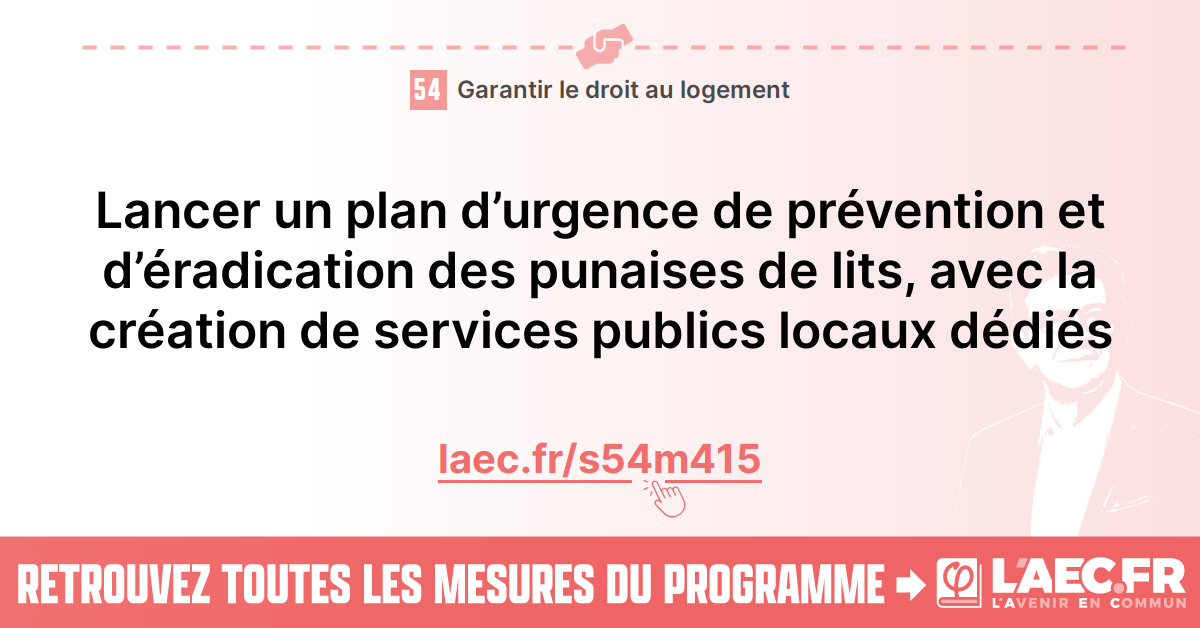 54 Garantir le droit au logement
Lancer un plan d’urgence de prévention et
d’éradication des punaises de lits, avec la
création de services publics locaux dédiés
laec.fr/s54m415
RETROUVEZ TOUTES LES MESURES DU PROGRAMME
φ L'AEC.FR
L'AVENIR EN COMMUN